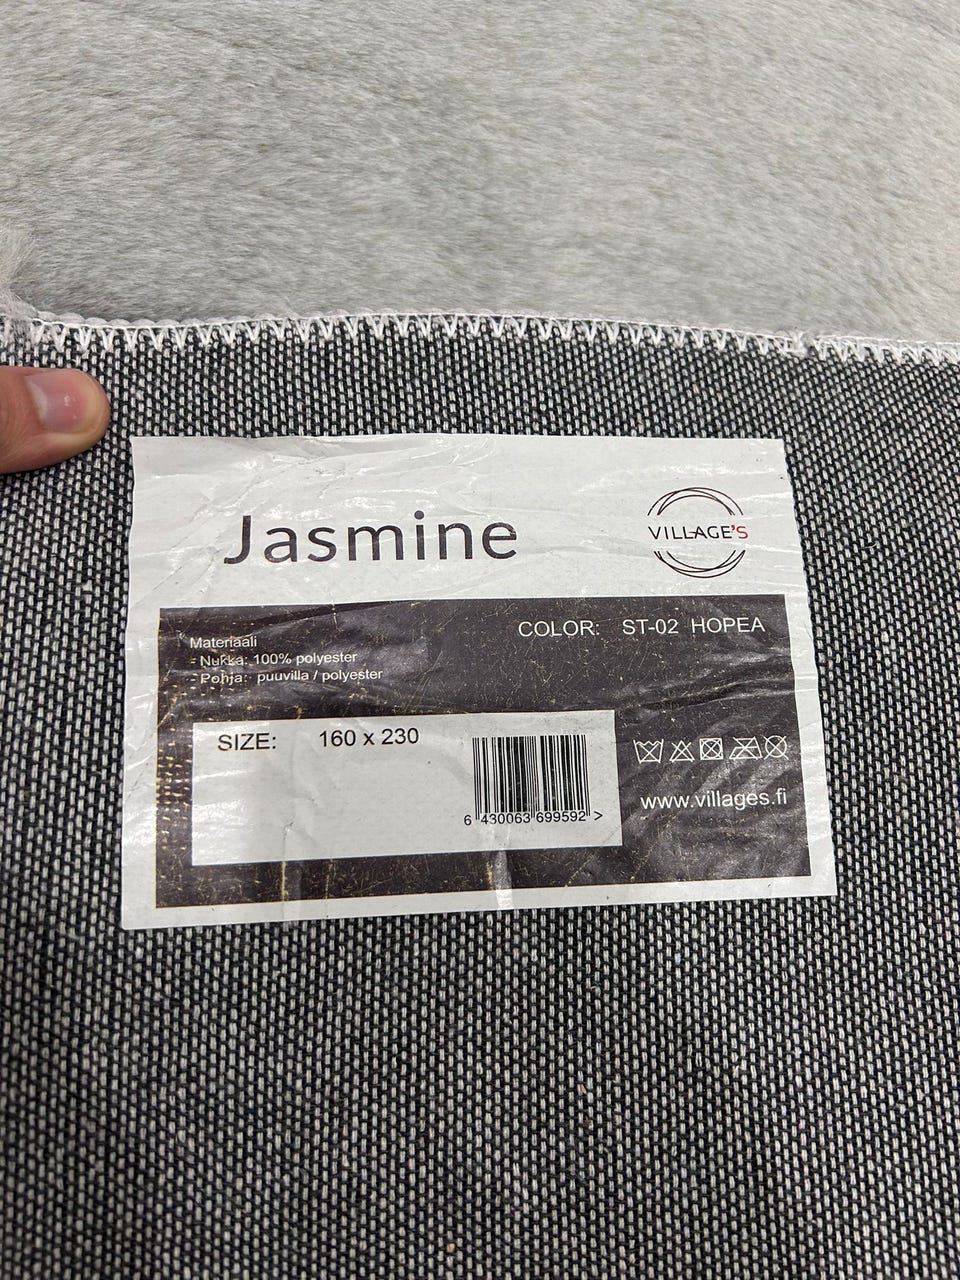 Jasmine
VILLAGE'S
COLOR: ST-02 HOPEA
Materiaali
- Nukka: 100% polyester
- Pohja: puuvilla / polyester
SIZE: 160 x 230
6 430063 699592 >
www.villages.fi